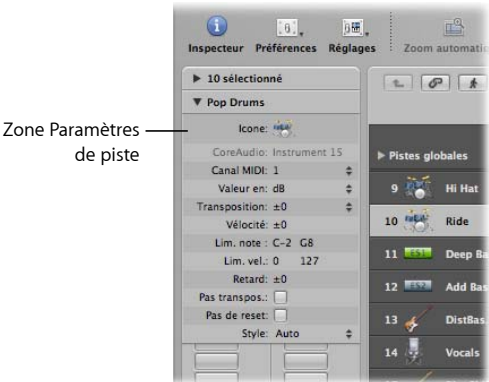 Inspecteur Préférences Réglages Zoom
10 sélectionné
Pop Drums
Zone Paramètres de piste
Icone:
CoreAudio: Instrument 15
Canal MIDI: 1
Valeur en: dB
Transposition: ±0
Vélocité: ±0
Lim. note : C-2 G8
Lim. vel.: 0 127
Retard: ±0
Pas transpos.:
Pas de reset:
Style: Auto
Pistes globales
9 Hi Hat
10 Ride
11 ES1 Deep
12 ES2 Add Bas
13 DistBas
14 Vocals